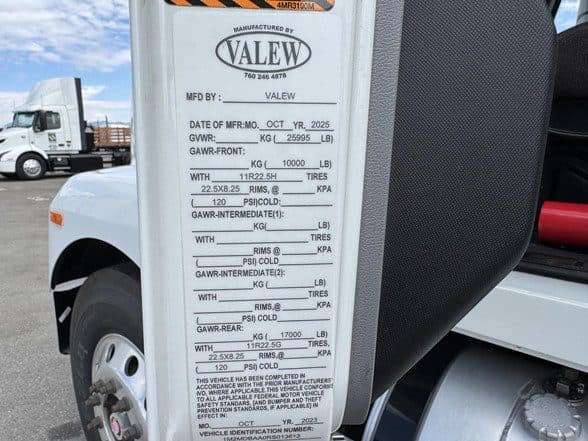 4MR3190M
MANUFACTURED BY
VALEW
760 246 4878
MFD BY : VALEW
DATE OF MFR:MO. OCT YR. 2025
GVWR: KG ( 25995 LB)
GAWR-FRONT:
KG ( 10000 LB)
WITH 11R22.5H TIRES
22.5X8.25 RIMS, @ KPA
( 120 PSI)COLD:
GAWR-INTERMEDIATE(1):
KG( LB)
WITH TIRES
RIMS @ KPA
( PSI) COLD
GAWR-INTERMEDIATE(2):
KG ( LB)
WITH TIRES
RIMS,@ KPA
( PSI) COLD
GAWR-REAR:
KG ( 17000 LB)
WITH 11R22.5G TIRES
22.5X8.25 RIMS,@ KPA
( 120 PSI) COLD
THIS VEHICLE HAS BEEN COMPLETED IN
ACCORDANCE WITH THE PRIOR MANUFACTURERS'
IVD, WHERE APPLICABLE. THIS VEHICLE CONFORMS
TO ALL APPLICABLE FEDERAL MOTOR VEHICLE
SAFETY STANDARDS, [AND BUMPER AND THEFT
PREVENTION STANDARDS, IF APPLICABLE] IN
EFFECT IN:
MO. OCT YR. 2023
VEHICLE IDENTIFICATION NUMBER: